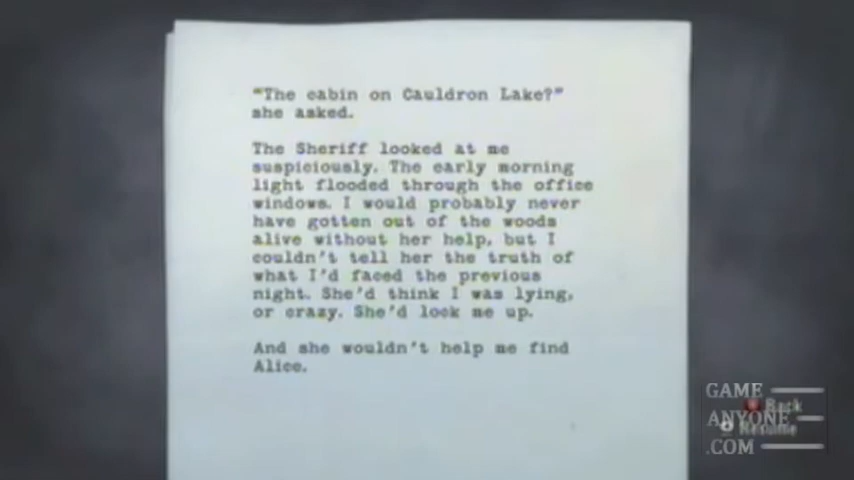 "The cabin on Cauldron Lake?"
she asked.
The Sheriff looked at me
suspiciously. The early morning
light flooded through the office
windows. I would probably never
have gotten out of the woods
alive without her help, but I
couldn't tell her the truth of
what I'd faced the previous
night. She'd think I was lying,
or crazy. She'd lock me up.
And she wouldn't help me find
Alice.
GAME
ANYONE
.COM
Back
Resume